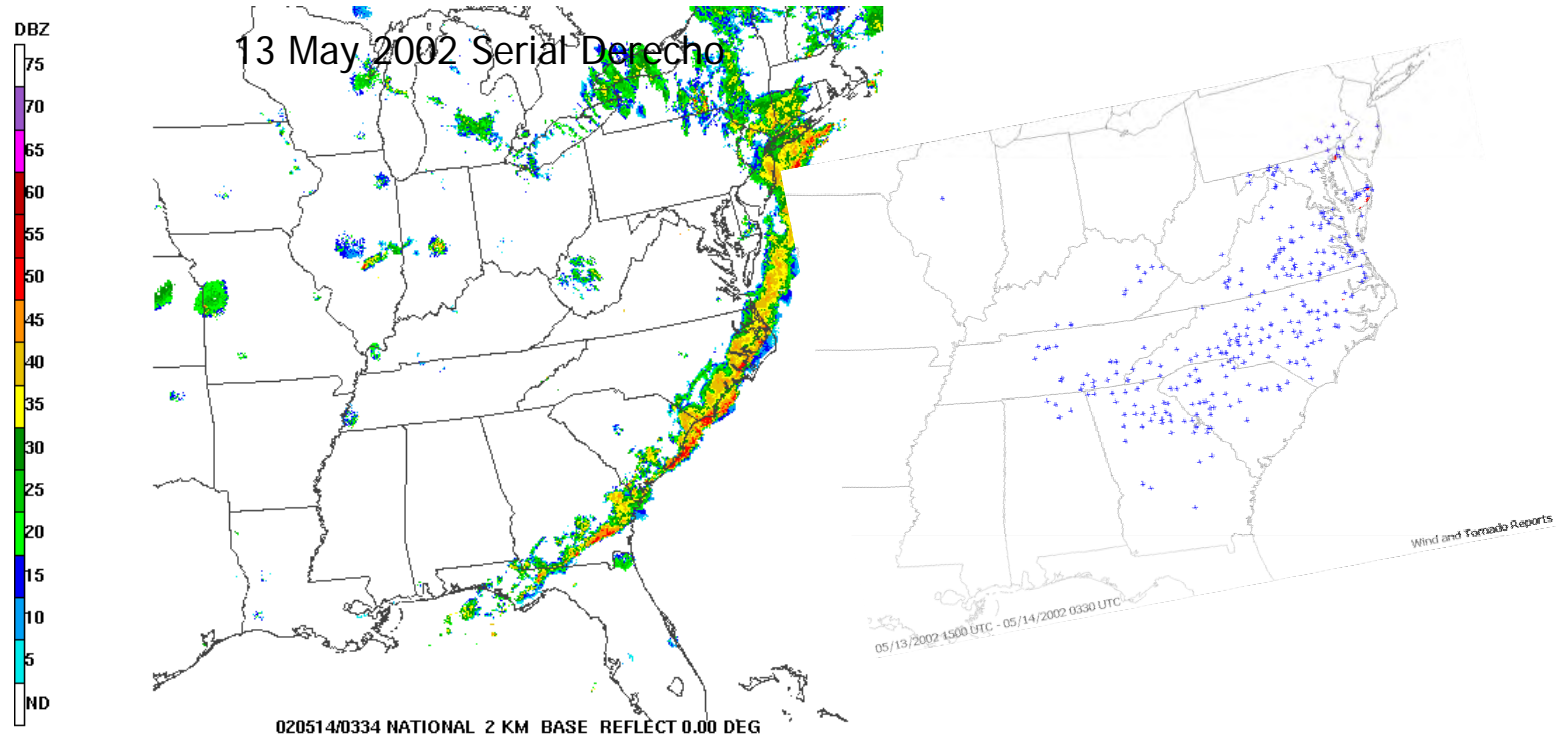 13 May 2002 Serial Derecho
DBZ
75
70
65
60
55
50
45
40
35
30
25
20
15
10
5
ND
020514/0334 NATIONAL 2 KM BASE REFLECT 0.00 DEG
Wind and Tornado Reports
05/13/2002 1500 UTC - 05/14/2002 0330 UTC